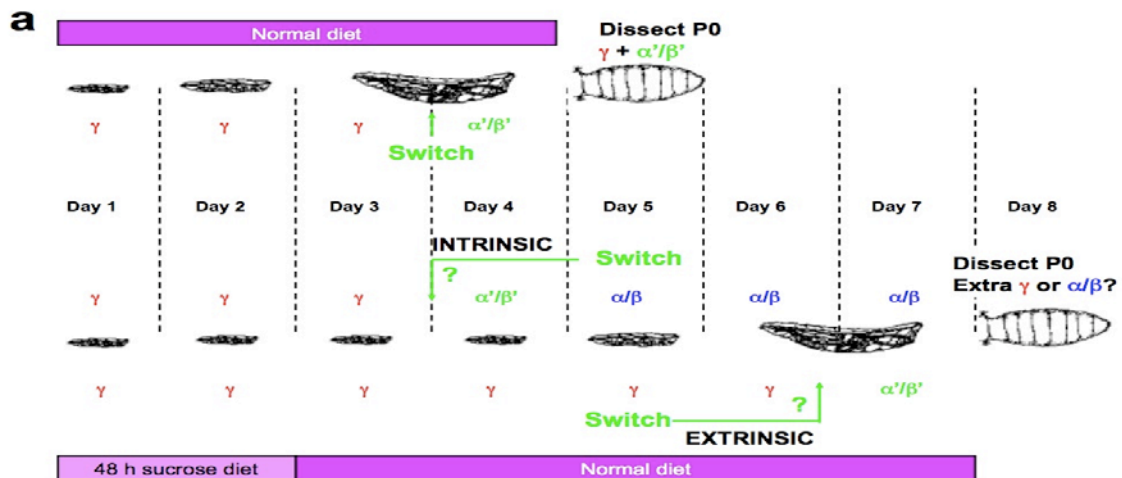 a
Normal diet
Dissect P0
γ + α'/β'
γ γ γ α'/β'
Switch
Day 1 Day 2 Day 3 Day 4 Day 5 Day 6 Day 7 Day 8
INTRINSIC
? Switch
Dissect P0
Extra γ or α/β?
γ γ γ α'/β' α/β α/β α/β
γ γ γ γ γ γ α'/β'
Switch ?
EXTRINSIC
48 h sucrose diet Normal diet